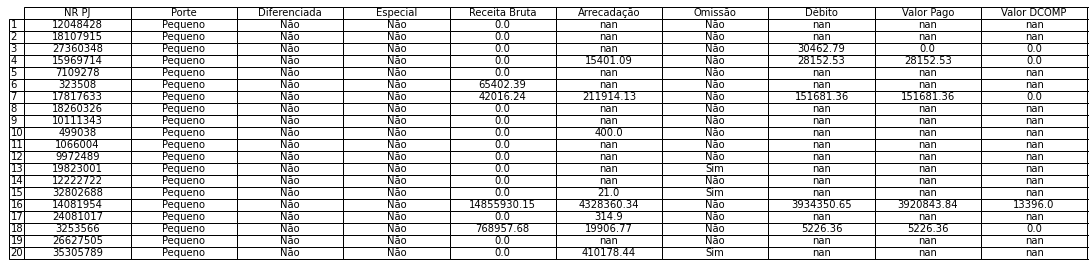 NR PJ Porte Diferenciada Especial Receita Bruta Arrecadação Omissão Débito Valor Pago Valor DCOMP
1 12048428 Pequeno Não Não 0.0 nan Não nan nan nan
2 18107915 Pequeno Não Não 0.0 nan Não nan nan nan
3 27360348 Pequeno Não Não 0.0 nan Não 30462.79 0.0 0.0
4 15969714 Pequeno Não Não 0.0 15401.09 Não 28152.53 28152.53 0.0
5 7109278 Pequeno Não Não 0.0 nan Não nan nan nan
6 323508 Pequeno Não Não 65402.39 nan Não nan nan nan
7 17817633 Pequeno Não Não 42016.24 211914.13 Não 151681.36 151681.36 0.0
8 18260326 Pequeno Não Não 0.0 nan Não nan nan nan
9 10111343 Pequeno Não Não 0.0 nan Não nan nan nan
10 499038 Pequeno Não Não 0.0 400.0 Não nan nan nan
11 1066004 Pequeno Não Não 0.0 nan Não nan nan nan
12 9972489 Pequeno Não Não 0.0 nan Não nan nan nan
13 19823001 Pequeno Não Não 0.0 nan Sim nan nan nan
14 12222722 Pequeno Não Não 0.0 nan Não nan nan nan
15 32802688 Pequeno Não Não 0.0 21.0 Sim nan nan nan
16 14081954 Pequeno Não Não 14855930.15 4328360.34 Não 3934350.65 3920843.84 13396.0
17 24081017 Pequeno Não Não 0.0 314.9 Não nan nan nan
18 3253566 Pequeno Não Não 768957.68 19906.77 Não 5226.36 5226.36 0.0
19 26627505 Pequeno Não Não 0.0 nan Não nan nan nan
20 35305789 Pequeno Não Não 0.0 410178.44 Sim nan nan nan